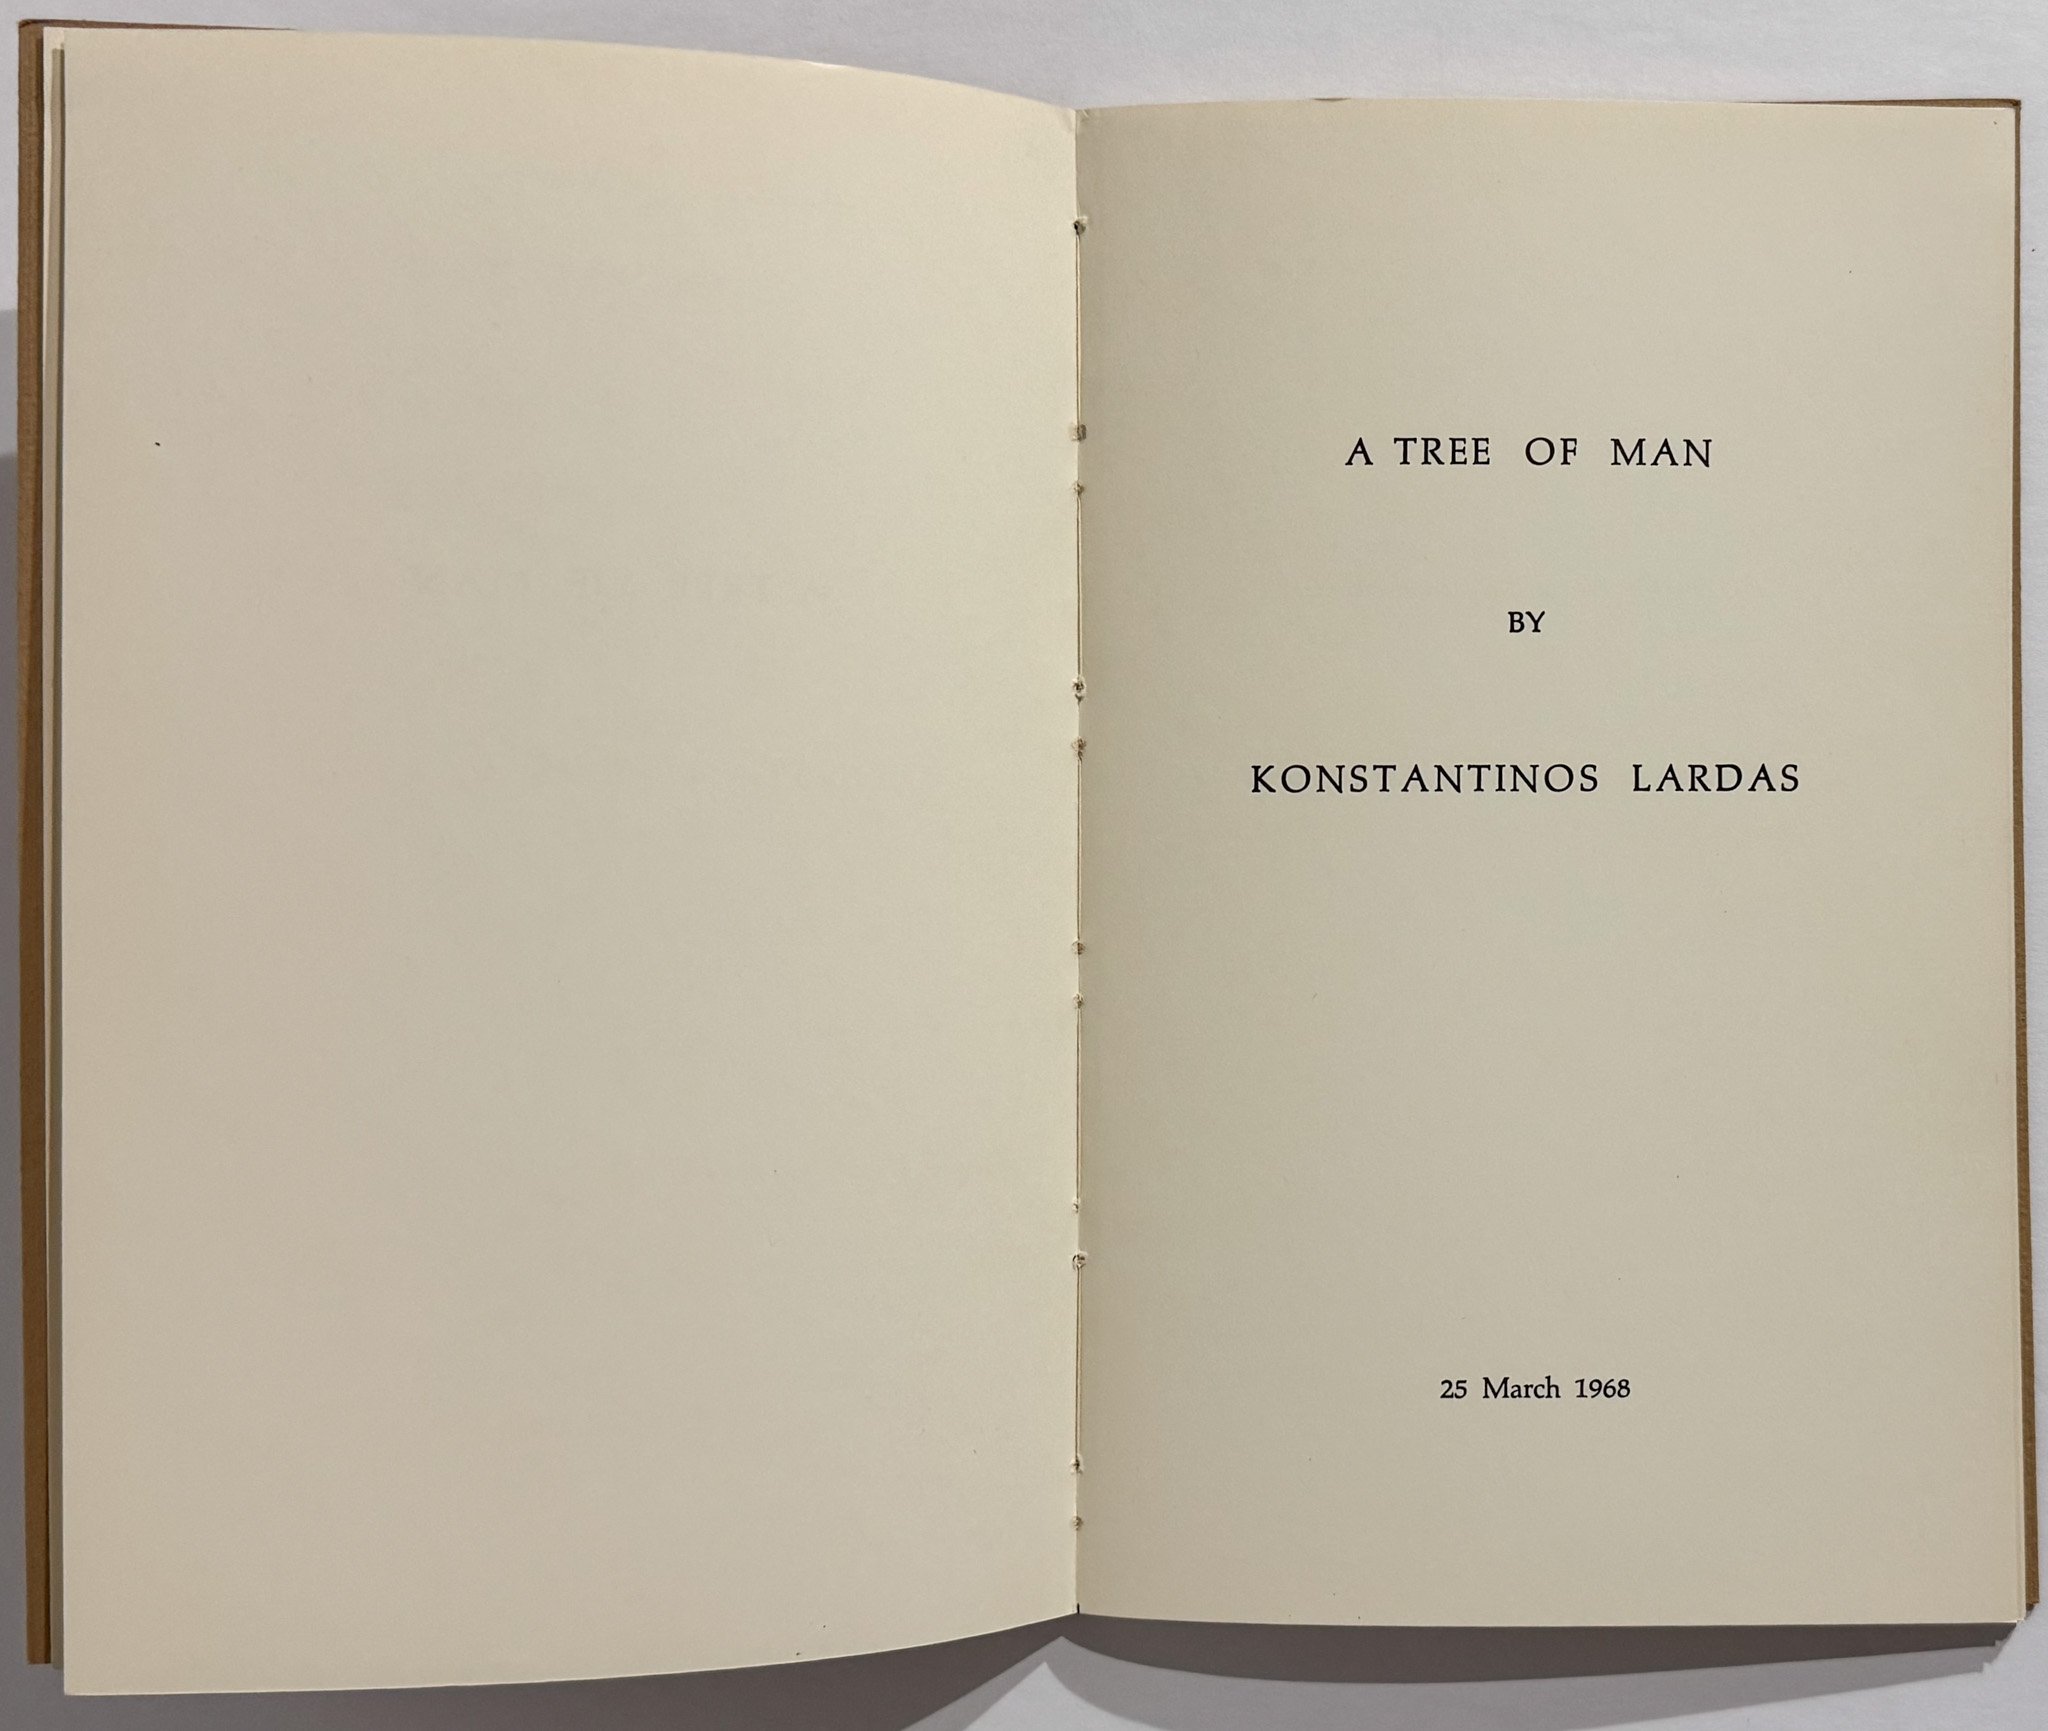 A TREE OF MAN
BY
KONSTANTINOS LARDAS
25 March 1968